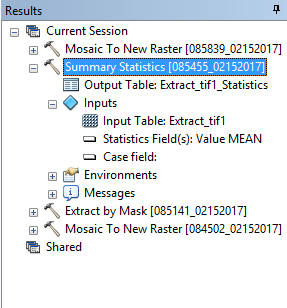 Results
Current Session
Mosaic To New Raster [085839_02152017]
Summary Statistics [085455_02152017]
Output Table: Extract_tif1_Statistics
Inputs
Input Table: Extract_tif1
Statistics Field(s): Value MEAN
Case field:
Environments
Messages
Extract by Mask [085141_02152017]
Mosaic To New Raster [084502_02152017]
Shared